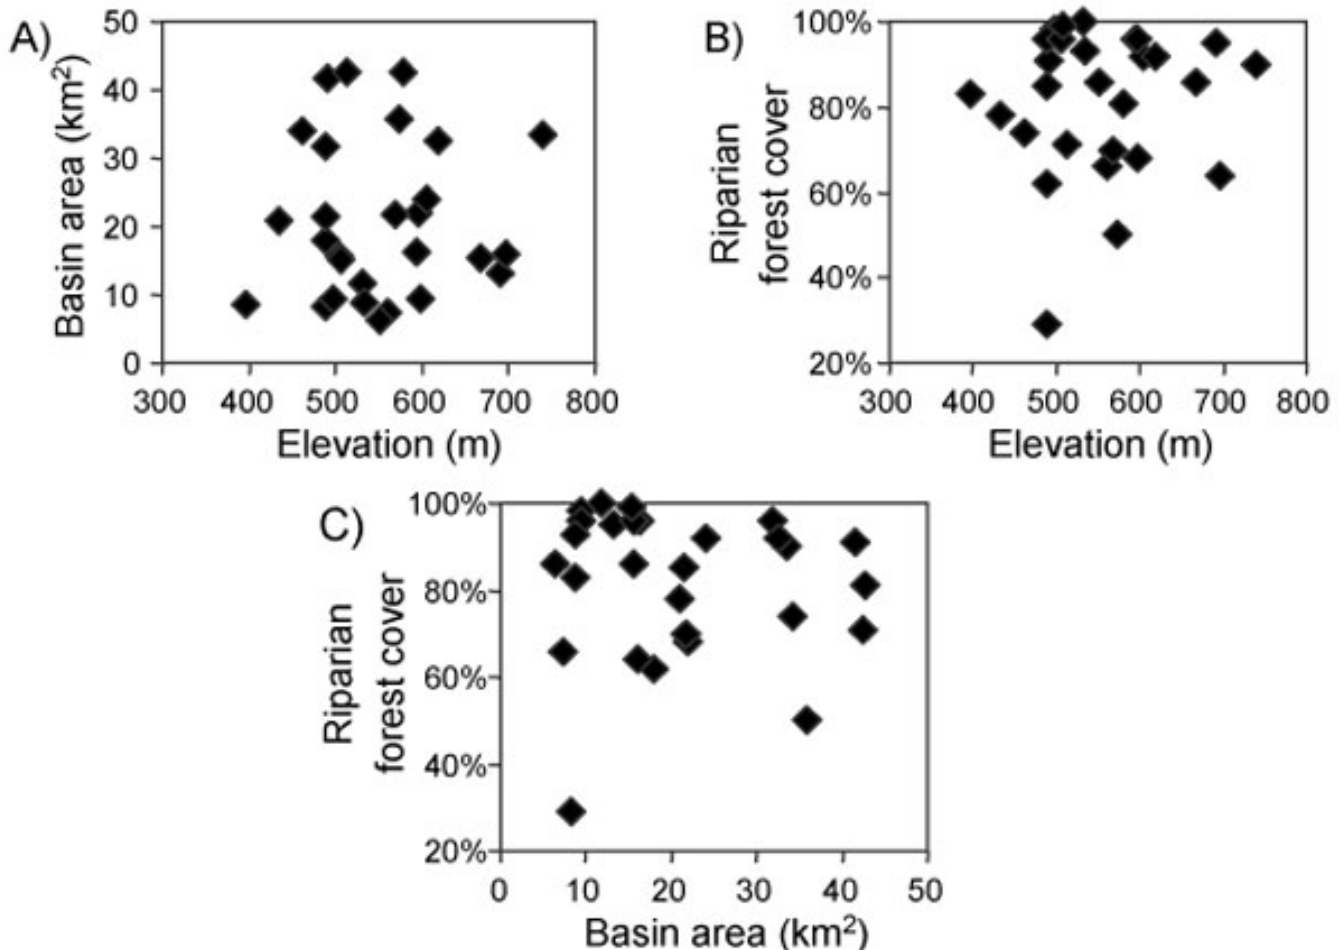 A)
Basin area (km²)
50
40
30
20
10
0
300 400 500 600 700 800
Elevation (m)
B)
Riparian
forest cover
100%
80%
60%
40%
20%
300 400 500 600 700 800
Elevation (m)
C)
Riparian
forest cover
100%
80%
60%
40%
20%
0 10 20 30 40 50
Basin area (km²)